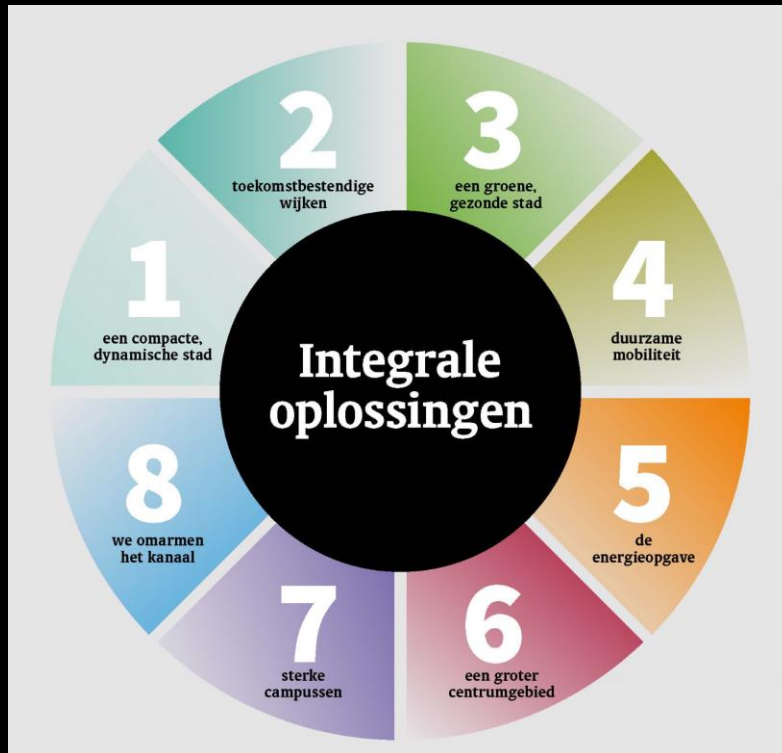 Integrale
oplossingen
1
een compacte,
dynamische stad
2
toekomstbestendige
wijken
3
een groene,
gezonde stad
4
duurzame
mobiliteit
5
de
energieopgave
6
een groter
centrumgebied
7
sterke
campussen
8
we omarmen
het kanaal